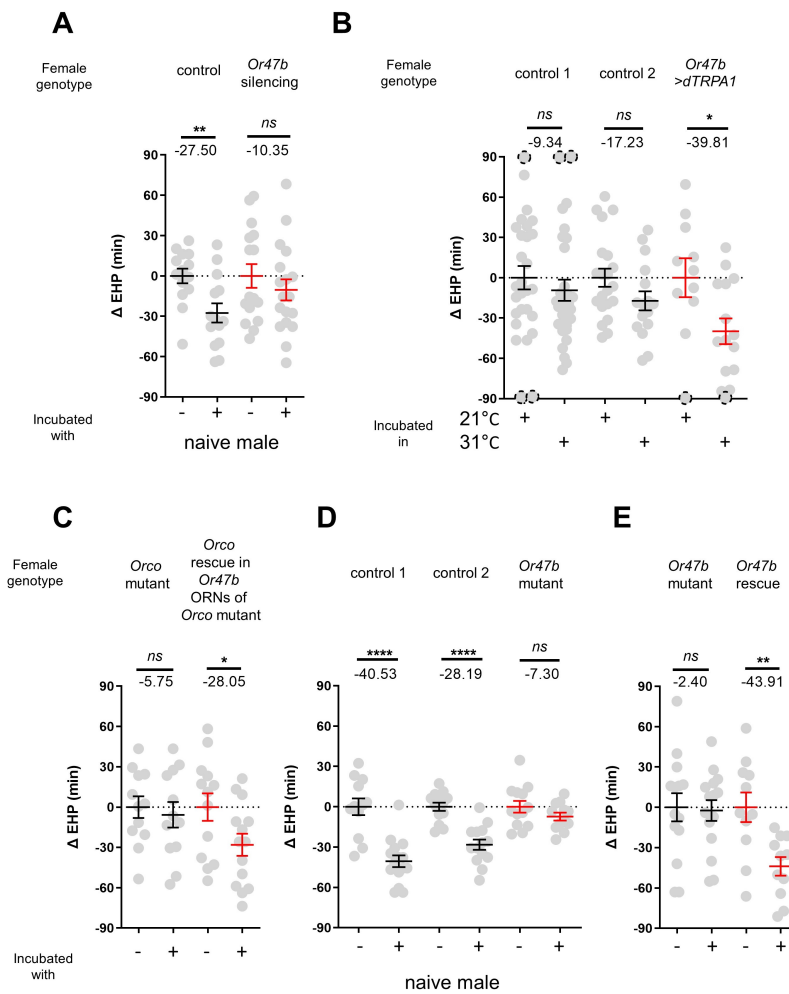 A
Female
genotype
control
Or47b
silencing
**
ns
-27.50
-10.35
Δ EHP (min)
90
60
30
0
-30
-60
-90
- + - +
Incubated
with
naive male
B
Female
genotype
control 1
control 2
Or47b
>dTRPA1
ns
ns
*
-9.34
-17.23
-39.81
Δ EHP (min)
90
60
30
0
-30
-60
-90
Incubated
in
21°C + + +
31°C + + +
C
Female
genotype
Orco
mutant
Orco
rescue in
Or47b
ORNs of
Orco mutant
ns
*
-5.75
-28.05
Δ EHP (min)
90
60
30
0
-30
-60
-90
- + - +
Incubated
with
D
control 1
control 2
Or47b
mutant
****
****
ns
-40.53
-28.19
-7.30
Δ EHP (min)
90
60
30
0
-30
-60
-90
- + - + - +
naive male
E
Or47b
mutant
Or47b
rescue
ns
**
-2.40
-43.91
Δ EHP (min)
90
60
30
0
-30
-60
-90
- + - +